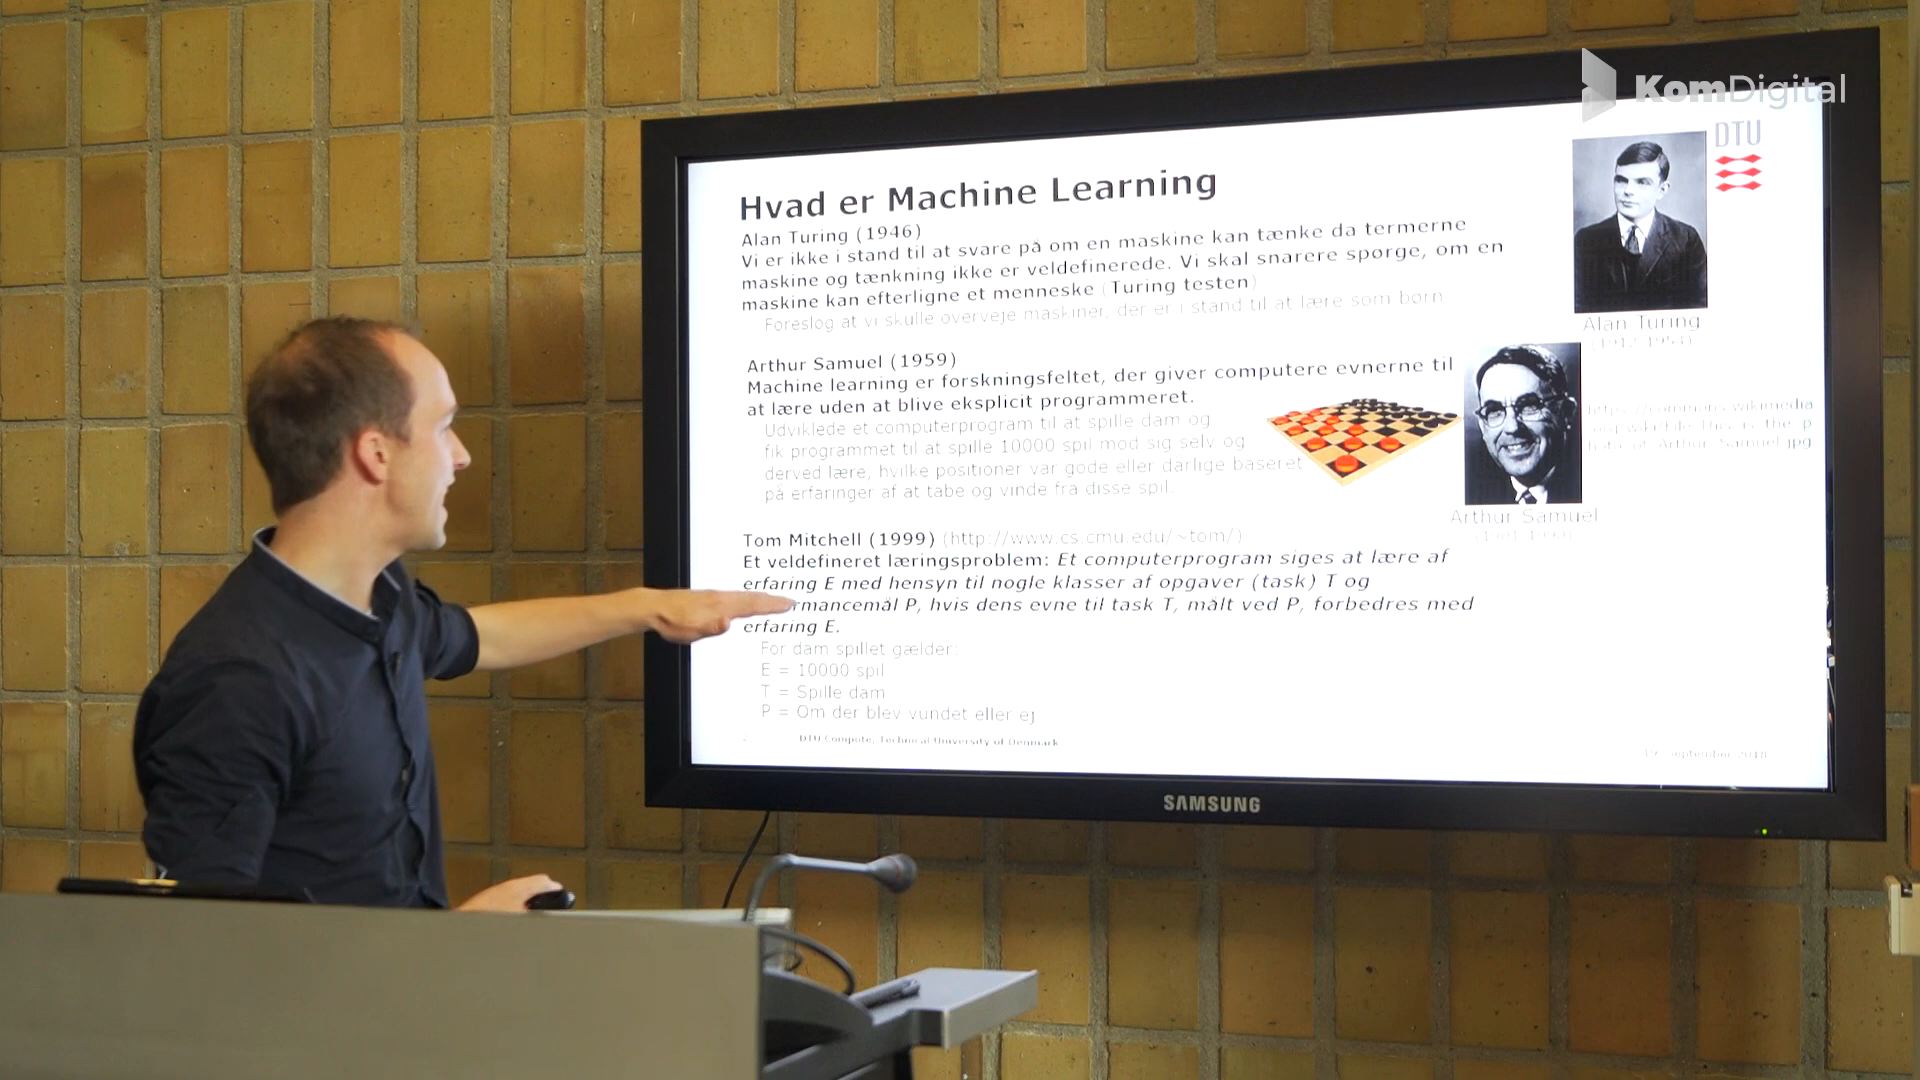 KomDigital
DTU
Hvad er Machine Learning
Alan Turing (1946)
Vi er ikke i stand til at svare på om en maskine kan tænke da termerne
maskine og tænkning ikke er veldefinerede. Vi skal snarere spørge, om en
maskine kan efterligne et menneske (Turing testen)
Foreslog at vi skulle overveje maskiner, der er i stand til at lære som børn
Alan Turing
(1912-1954)
Arthur Samuel (1959)
Machine learning er forskningsfeltet, der giver computere evnerne til
at lære uden at blive eksplicit programmeret.
Udviklede et computerprogram til at spille dam og
fik programmet til at spille 10000 spil mod sig selv og
derved lære, hvilke positioner var gode eller dårlige baseret
på erfaringer af at tabe og vinde fra disse spil.
https://commons.wikimedia
Arthur Samuel
Tom Mitchell (1999) (http://www.cs.cmu.edu/~tom/)
Et veldefineret læringsproblem: Et computerprogram siges at lære af
erfaring E med hensyn til nogle klasser af opgaver (task) T og
rmancemål P, hvis dens evne til task T, målt ved P, forbedres med
erfaring E.
For dam spillet gælder:
E = 10000 spil
T = Spille dam
P = Om der blev vundet eller ej
DTU Compute, Technical University of Denmark
19. september 2018
SAMSUNG